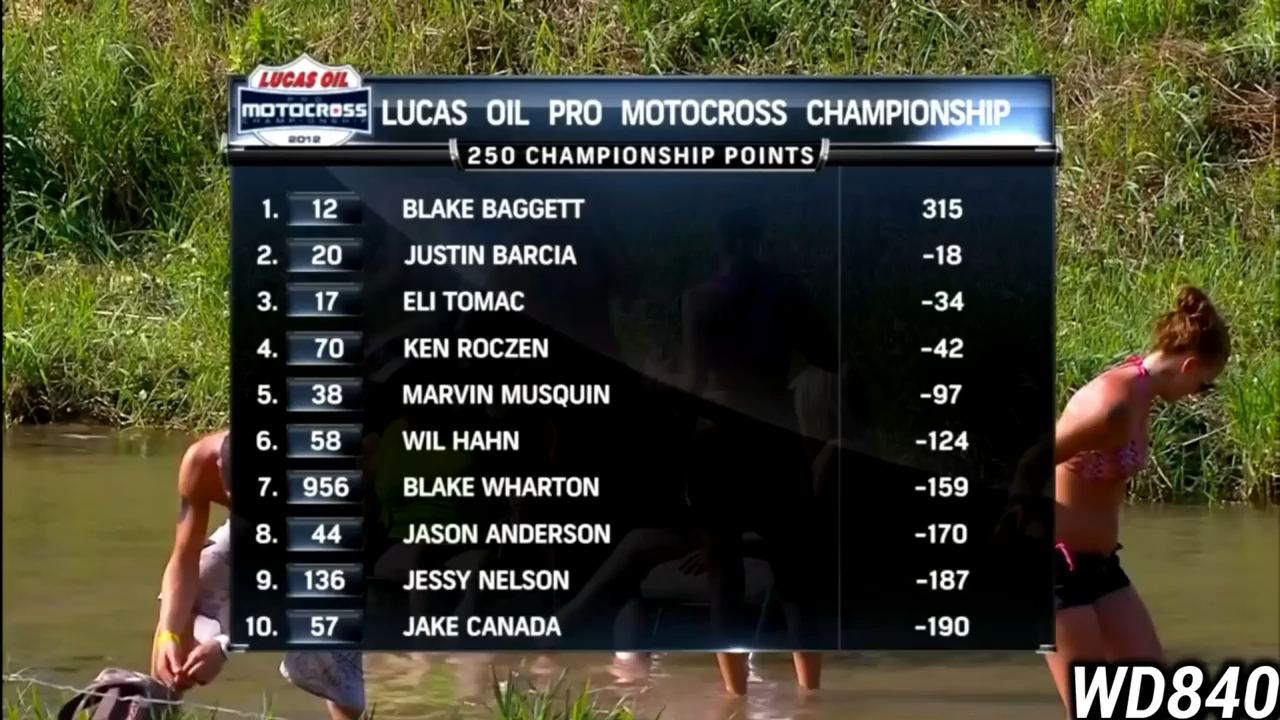 LUCAS OIL
PRO
MOTOCROSS
CHAMPIONSHIP
2012
LUCAS OIL PRO MOTOCROSS CHAMPIONSHIP
250 CHAMPIONSHIP POINTS
1. 12 BLAKE BAGGETT 315
2. 20 JUSTIN BARCIA -18
3. 17 ELI TOMAC -34
4. 70 KEN ROCZEN -42
5. 38 MARVIN MUSQUIN -97
6. 58 WIL HAHN -124
7. 956 BLAKE WHARTON -159
8. 44 JASON ANDERSON -170
9. 136 JESSY NELSON -187
10. 57 JAKE CANADA -190
WD840